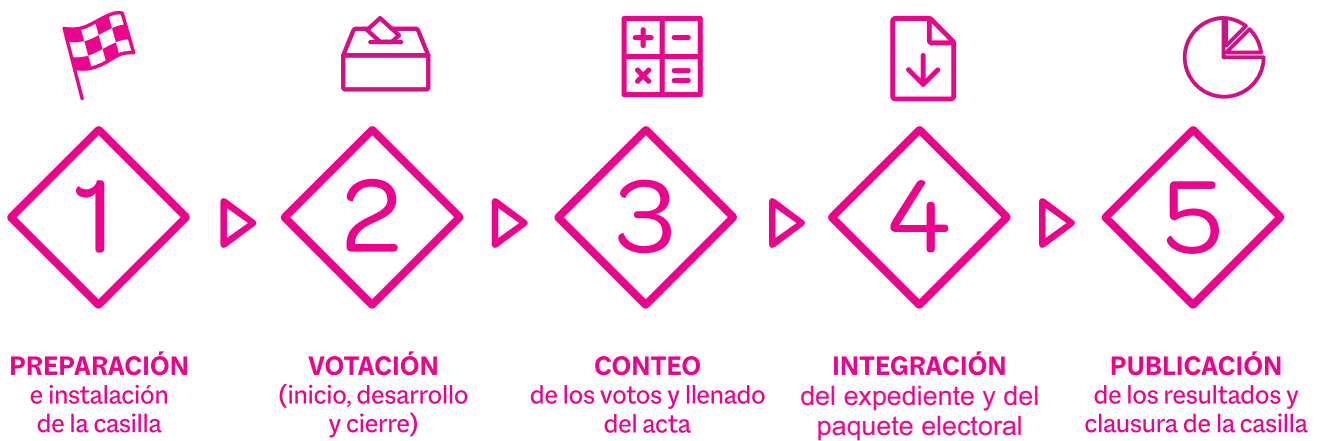 1
2
3
4
5
PREPARACIÓN
e instalación
de la casilla
VOTACIÓN
(inicio, desarrollo
y cierre)
CONTEO
de los votos y llenado
del acta
INTEGRACIÓN
del expediente y del
paquete electoral
PUBLICACIÓN
de los resultados y
clausura de la casilla